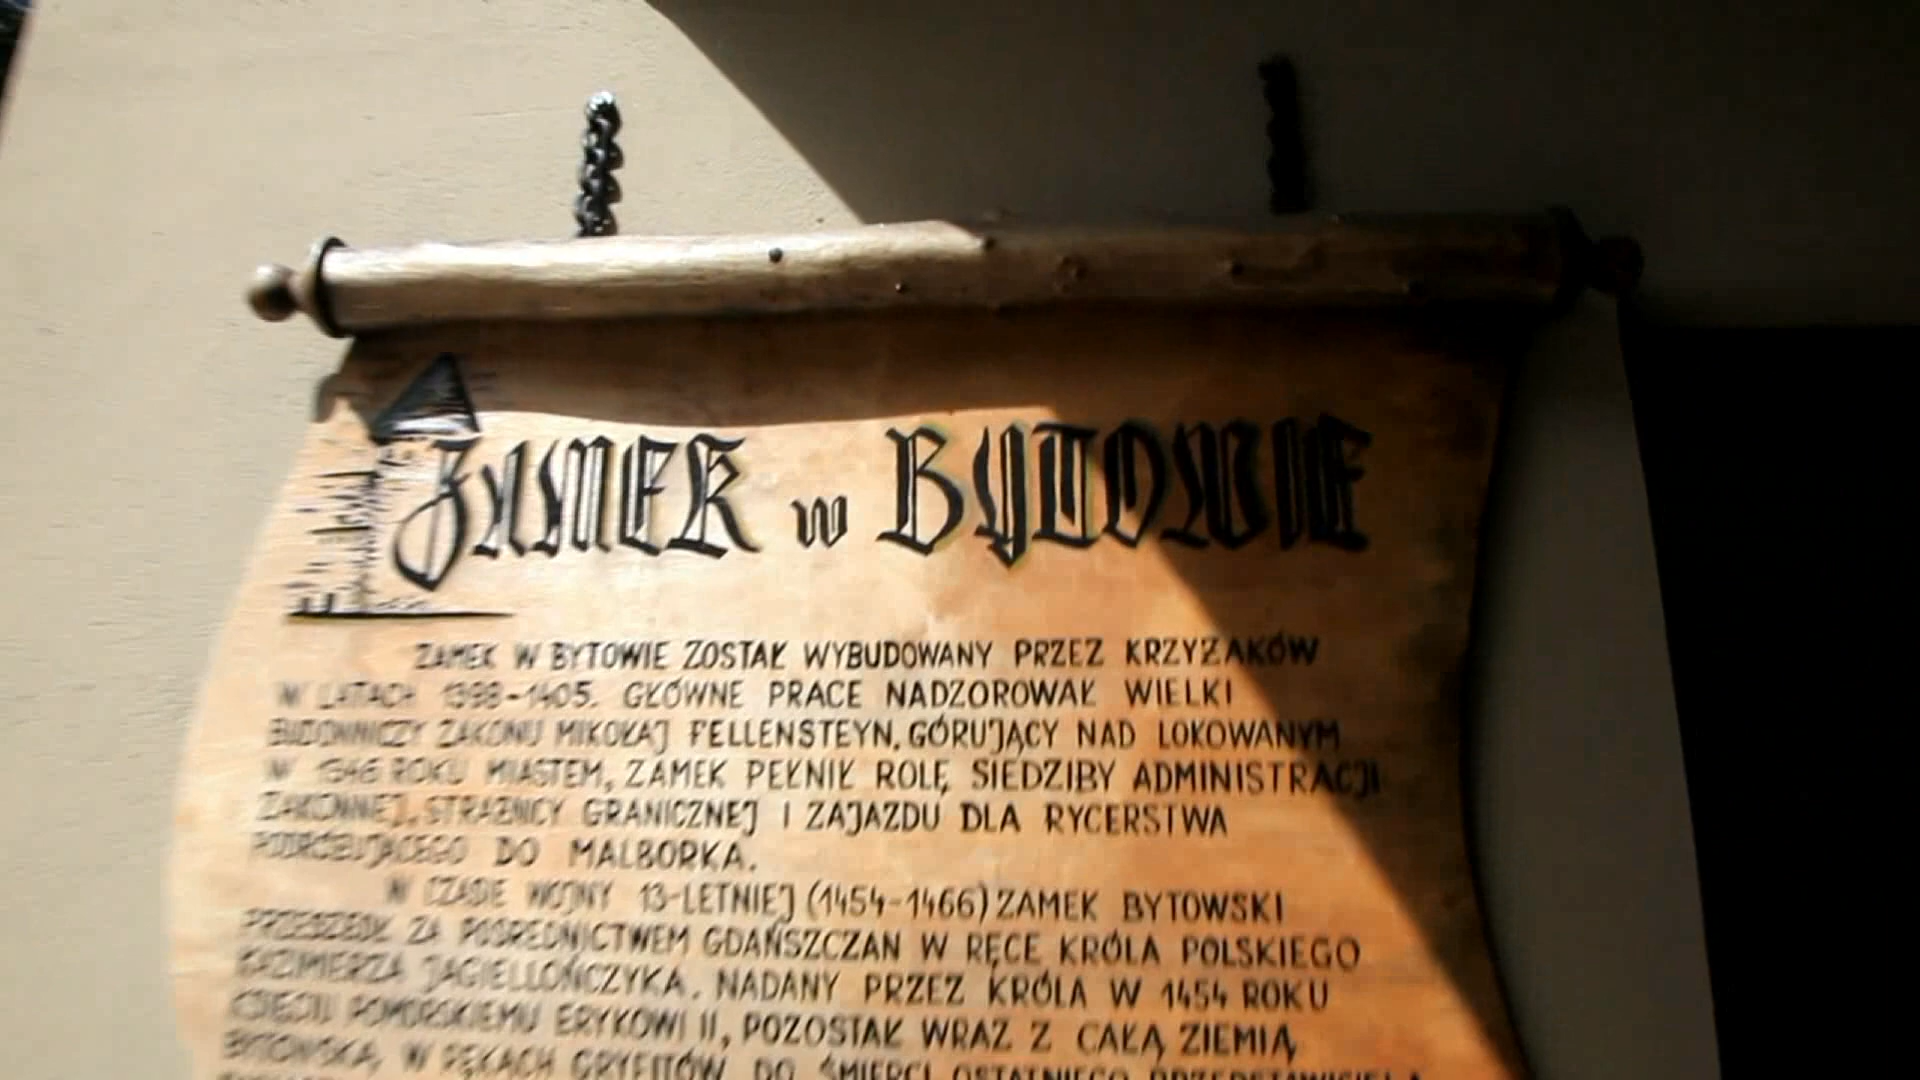 ZAMEK w BYTOWIE
ZAMEK W BYTOWIE ZOSTAŁ WYBUDOWANY PRZEZ KRZYŻAKÓW
W LATACH 1398-1405. GŁÓWNE PRACE NADZOROWAŁ WIELKI
BUDOWNICZY ZAKONU MIKOŁAJ FELLENSTEYN. GÓRUJĄCY NAD LOKOWANYM
W 1346 ROKU MIASTEM, ZAMEK PEŁNIŁ ROLĘ SIEDZIBY ADMINISTRACJI
ZAKONNEJ, STRAŻNICY GRANICZNEJ I ZAJAZDU DLA RYCERSTWA
PODRÓŻUJĄCEGO DO MALBORKA.
W CZASIE WOJNY 13-LETNIEJ (1454-1466) ZAMEK BYTOWSKI
PRZESZEDŁ ZA POŚREDNICTWEM GDAŃSZCZAN W RĘCE KRÓLA POLSKIEGO
KAZIMIERZA JAGIELLOŃCZYKA. NADANY PRZEZ KRÓLA W 1454 ROKU
KSIĘCIU POMORSKIEMU ERYKOWI II, POZOSTAŁ WRAZ Z CAŁĄ ZIEMIĄ
BYTOWSKĄ, W RĘKACH GRYFITÓW DO ŚMIERCI OSTATNIEGO PRZEDSTAWICIELA